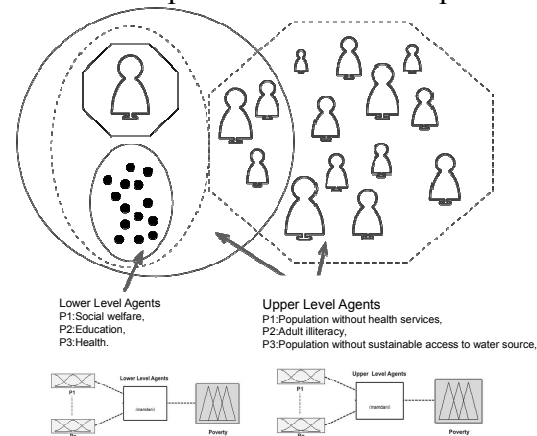 Lower Level Agents
P1:Social welfare,
P2:Education,
P3:Health.
Upper Level Agents
P1:Population without health services,
P2:Adult illiteracy,
P3:Population without sustainable access to water source,
P1
Lower Level Agents
(mamdani)
Poverty
P1
Upper Level Agents
(mamdani)
Poverty